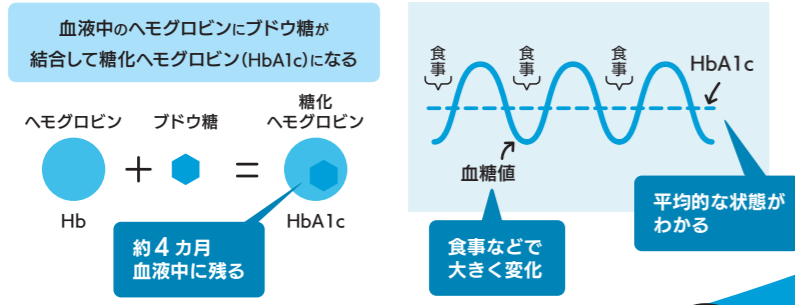 血液中のヘモグロビンにブドウ糖が
結合して糖化ヘモグロビン(HbA1c)になる
ヘモグロビン
ブドウ糖
糖化
ヘモグロビン
+
=
Hb
HbA1c
約4カ月
血液中に残る
食事
食事
食事
HbA1c
血糖値
食事などで
大きく変化
平均的な状態が
わかる